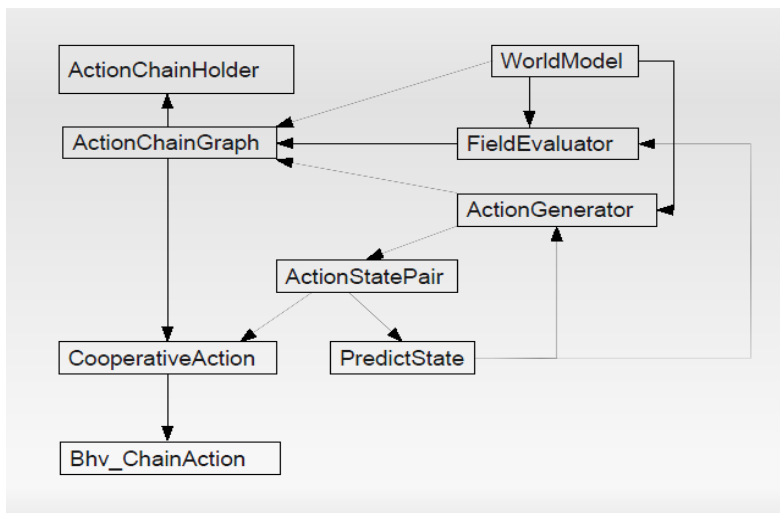 ActionChainHolder
WorldModel
ActionChainGraph
FieldEvaluator
ActionGenerator
ActionStatePair
CooperativeAction
PredictState
Bhv_ChainAction